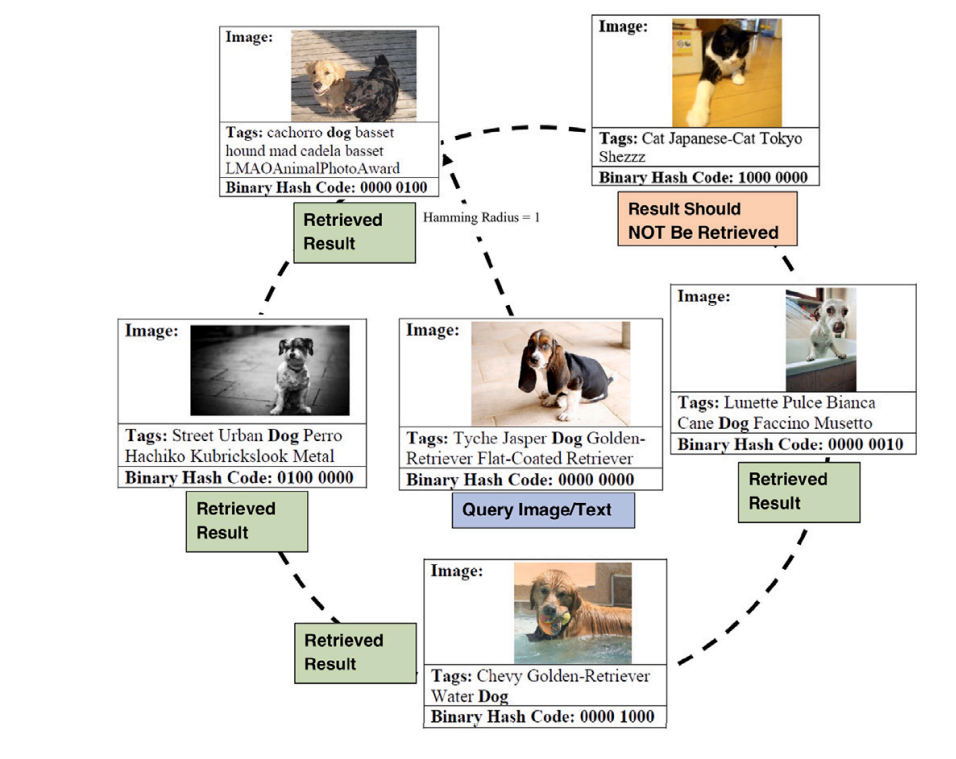 Image:
Tags: cachorro dog basset
hound mad cadela basset
LMAOAnimalPhotoAward
Binary Hash Code: 0000 0100
Retrieved
Result
Image:
Tags: Cat Japanese-Cat Tokyo
Shezzz
Binary Hash Code: 1000 0000
Result Should
NOT Be Retrieved
Hamming Radius = 1
Image:
Tags: Street Urban Dog Perro
Hachiko Kubrickslook Metal
Binary Hash Code: 0100 0000
Retrieved
Result
Image:
Tags: Tyche Jasper Dog Golden-
Retriever Flat-Coated Retriever
Binary Hash Code: 0000 0000
Query Image/Text
Image:
Tags: Lunette Pulce Bianca
Cane Dog Faccino Musetto
Binary Hash Code: 0000 0010
Retrieved
Result
Retrieved
Result
Image:
Tags: Chevy Golden-Retriever
Water Dog
Binary Hash Code: 0000 1000